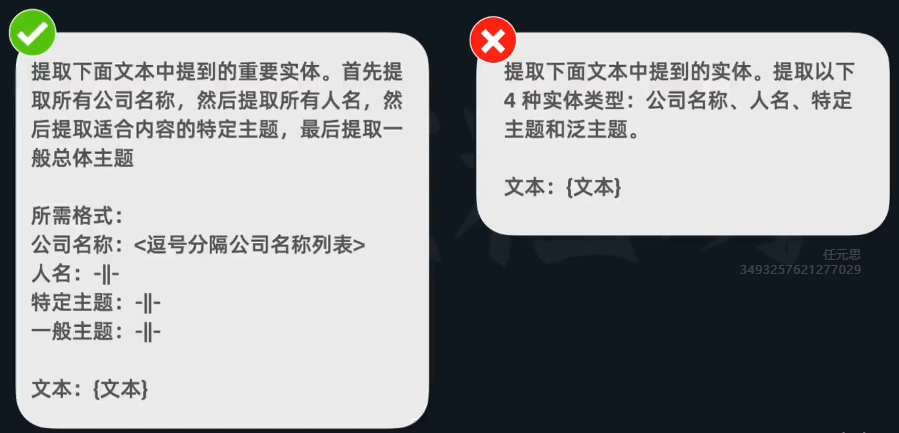 提取下面文本中提到的重要实体。首先提
取所有公司名称，然后提取所有人名，然
后提取适合内容的特定主题，最后提取一
般总体主题
所需格式：
公司名称：<逗号分隔公司名称列表>
人名：-||-
特定主题：-||-
一般主题：-||-
文本：{文本}
提取下面文本中提到的实体。提取以下
4 种实体类型：公司名称、人名、特定
主题和泛主题。
文本：{文本}
任元思
3493257621277029